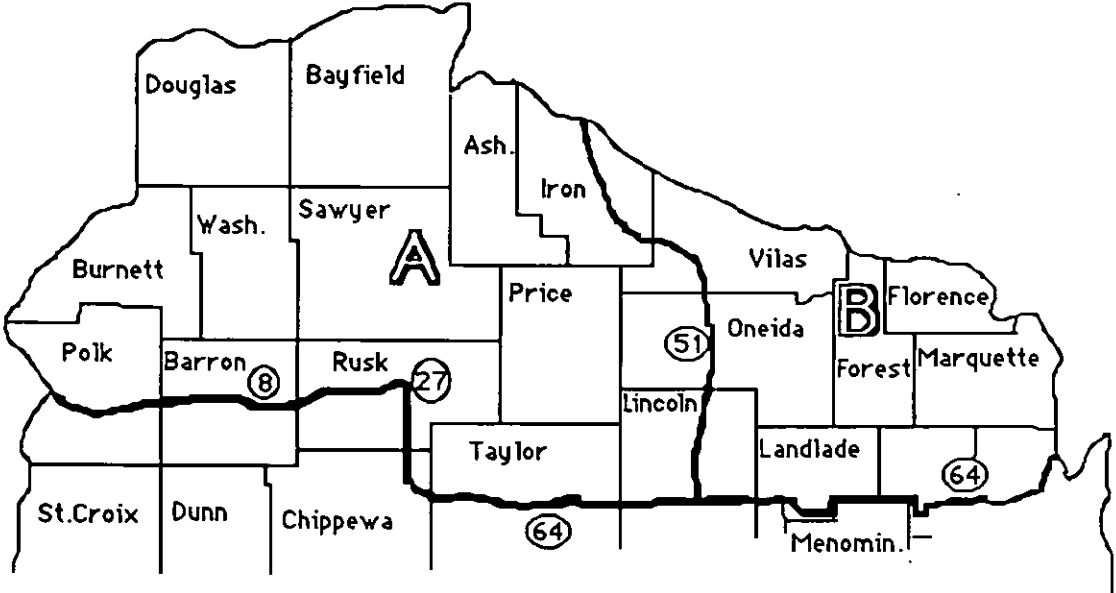 Douglas
Bayfield
Ash.
Iron
Wash.
Sawyer
A
Burnett
Vilas
Price
B
Florence
Polk
Barron
8
Rusk
27
51
Oneida
Forest
Marquette
Lincoln
Taylor
Landlade
64
St.Croix
Dunn
Chippewa
64
Menomin.